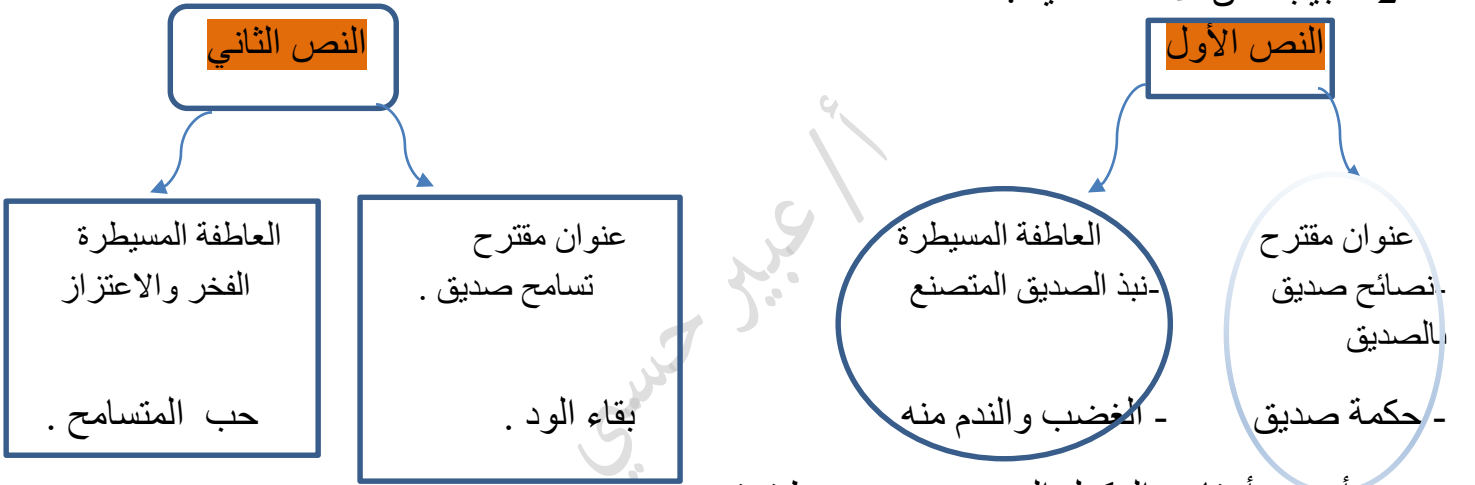 النص الأول
النص الثاني
عنوان مقترح
-نصائح صديق
بالصديق
- حكمة صديق
العاطفة المسيطرة
-نبذ الصديق المتصنع
- الغضب والندم منه
عنوان مقترح
تسامح صديق .
بقاء الود .
العاطفة المسيطرة
الفخر والاعتزاز
حب المتسامح .
أ/ عبير حسي